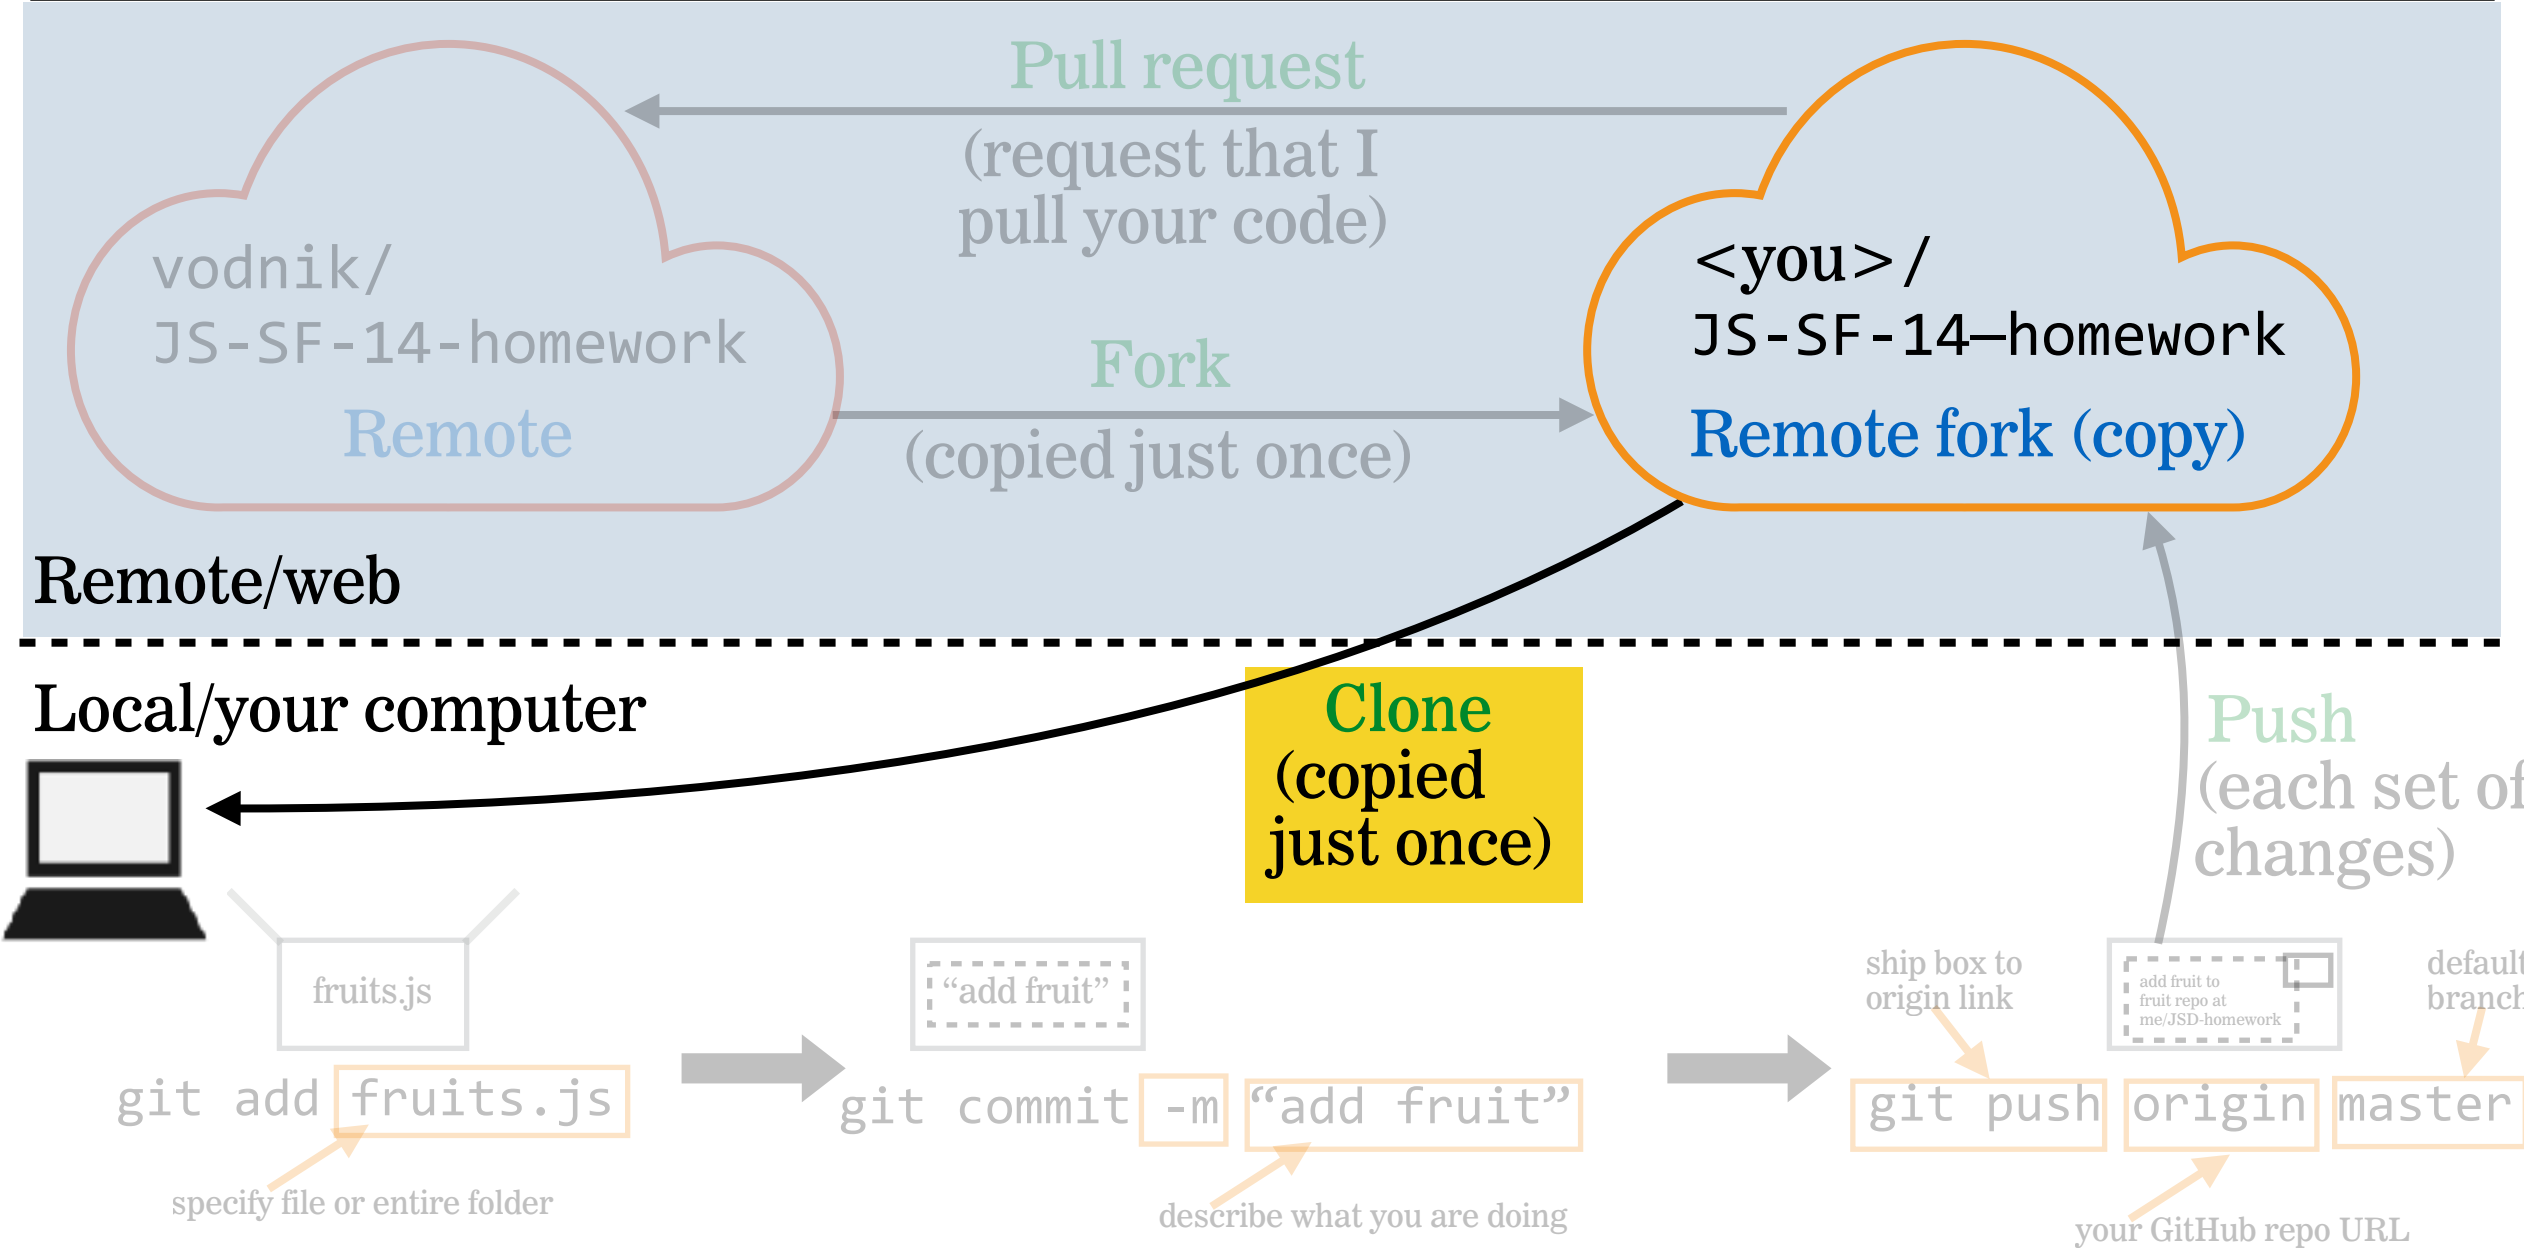 Pull request
(request that I
pull your code)
vodnik/
JS-SF-14-homework
Remote
Fork
(copied just once)
<you>/
JS-SF-14—homework
Remote fork (copy)
Remote/web
Local/your computer
Clone
(copied
just once)
Push
(each set of
changes)
fruits.js
“add fruit”
ship box to
origin link
add fruit to
fruit repo at
me/JSD-homework
default
branch
git add fruits.js
git commit -m “add fruit”
git push origin master
specify file or entire folder
describe what you are doing
your GitHub repo URL